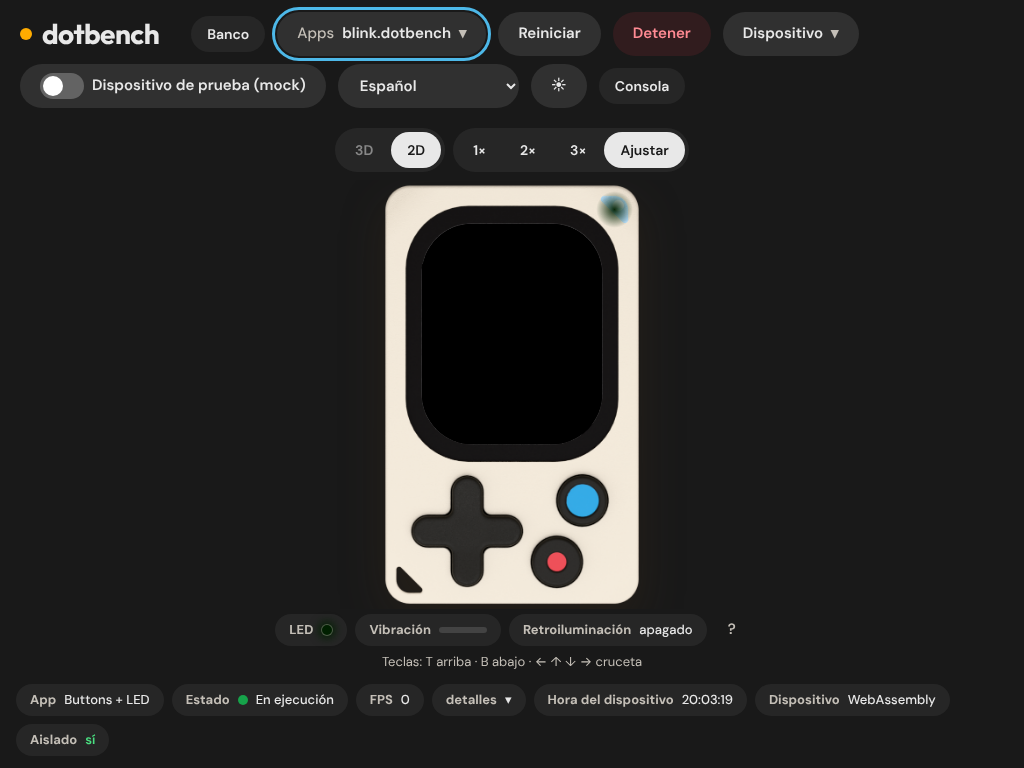 dotbench Banco Apps blink.dotbench ▾ Reiniciar Detener Dispositivo ▾
Dispositivo de prueba (mock) Español ☀ Consola
3D 2D 1× 2× 3× Ajustar
LED Vibración Retroiluminación apagado ?
Teclas: T arriba · B abajo · ← ↑ ↓ → cruceta
App Buttons + LED Estado En ejecución FPS 0 detalles ▾ Hora del dispositivo 20:03:19 Dispositivo WebAssembly
Aislado sí